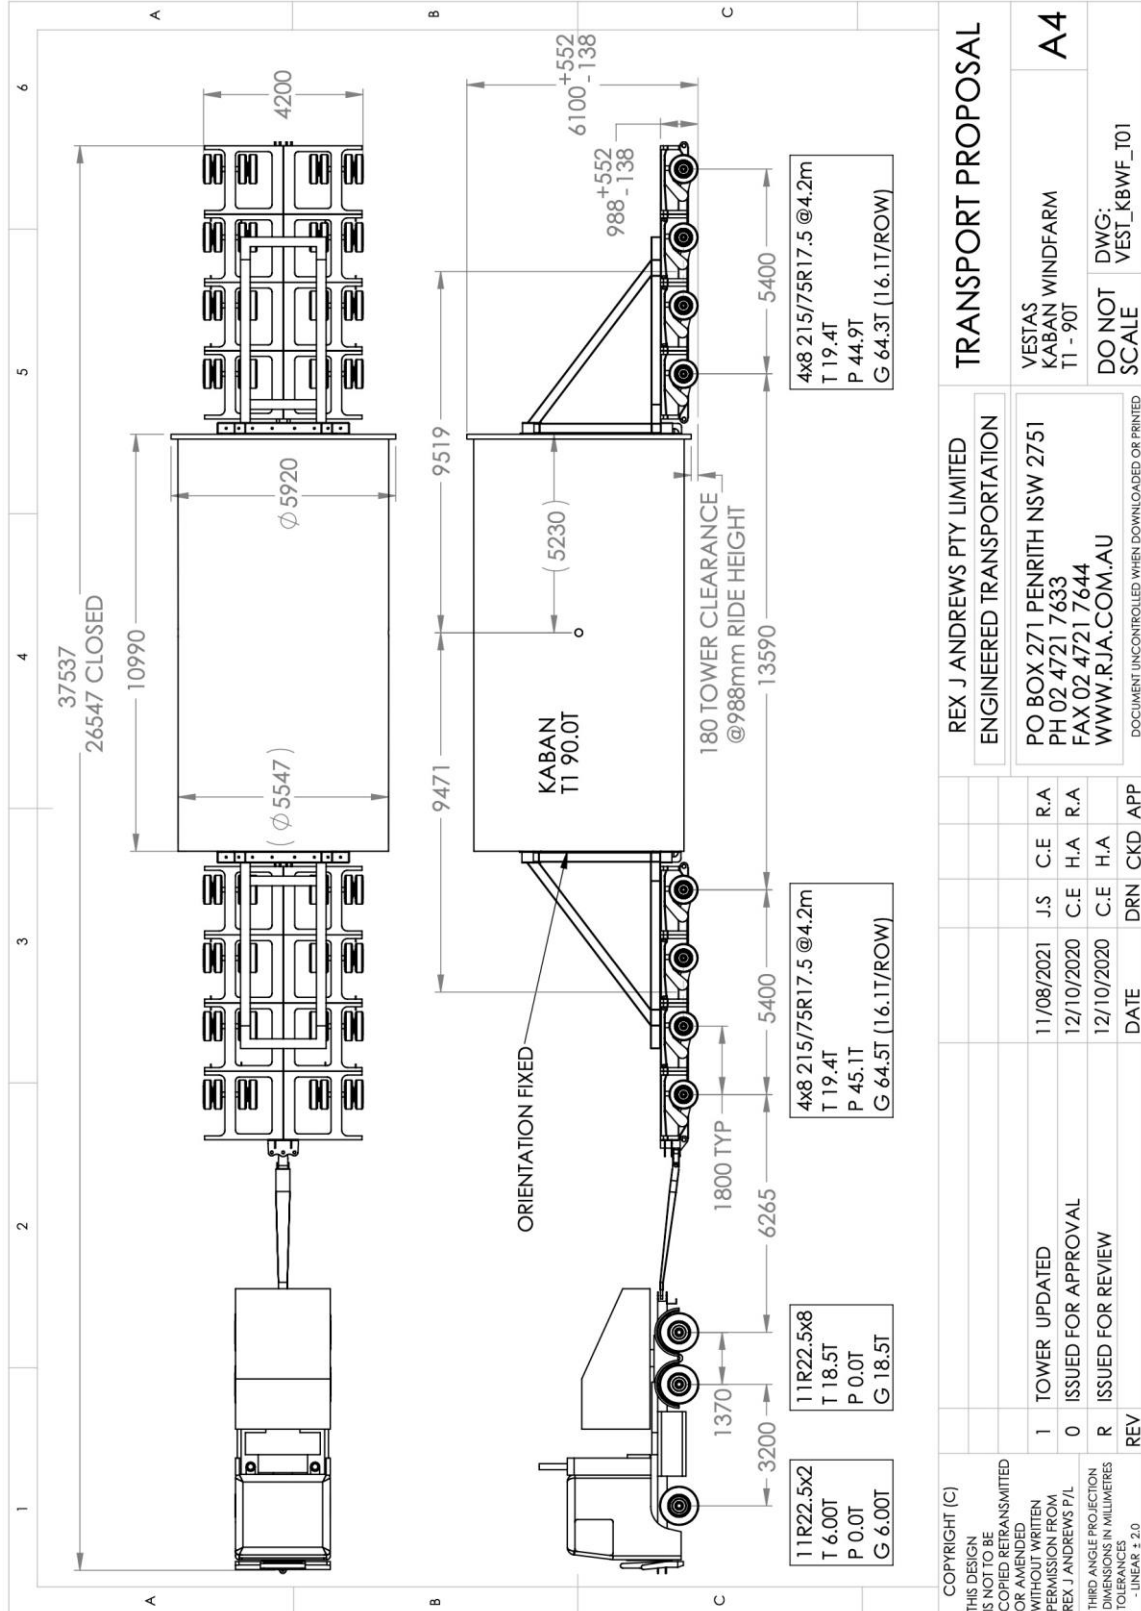 1
2
3
4
5
6
A
B
C
A
B
C
37537
26547 CLOSED
10990
4200
( Ø 5547 )
Ø 5920
9471
9519
( 5230 )
6100 +552 -138
988 +552 -138
ORIENTATION FIXED
KABAN
T1 90.0T
180 TOWER CLEARANCE
@988mm RIDE HEIGHT
1370
1800 TYP
3200
6265
5400
13590
5400
11R22.5x2
T 6.00T
P 0.0T
G 6.00T
11R22.5x8
T 18.5T
P 0.0T
G 18.5T
4x8 215/75R17.5 @4.2m
T 19.4T
P 45.1T
G 64.5T (16.1T/ROW)
4x8 215/75R17.5 @4.2m
T 19.4T
P 44.9T
G 64.3T (16.1T/ROW)
COPYRIGHT (C)
THIS DESIGN
IS NOT TO BE
COPIED RETRANSMITTED
OR AMENDED
WITHOUT WRITTEN
PERMISSION FROM
REX J ANDREWS P/L
THIRD ANGLE PROJECTION
DIMENSIONS IN MILLIMETRES
TOLERANCES
- LINEAR ± 2.0
1 TOWER UPDATED 11/08/2021 J.S C.E R.A
0 ISSUED FOR APPROVAL 12/10/2020 C.E H.A R.A
R ISSUED FOR REVIEW 12/10/2020 C.E H.A
REV DATE DRN CKD APP
REX J ANDREWS PTY LIMITED
ENGINEERED TRANSPORTATION
PO BOX 271 PENRITH NSW 2751
PH 02 4721 7633
FAX 02 4721 7644
WWW.RJA.COM.AU
DOCUMENT UNCONTROLLED WHEN DOWNLOADED OR PRINTED
TRANSPORT PROPOSAL
VESTAS
KABAN WINDFARM
T1 - 90T
A4
DO NOT
SCALE
DWG:
VEST_KBWF_T01